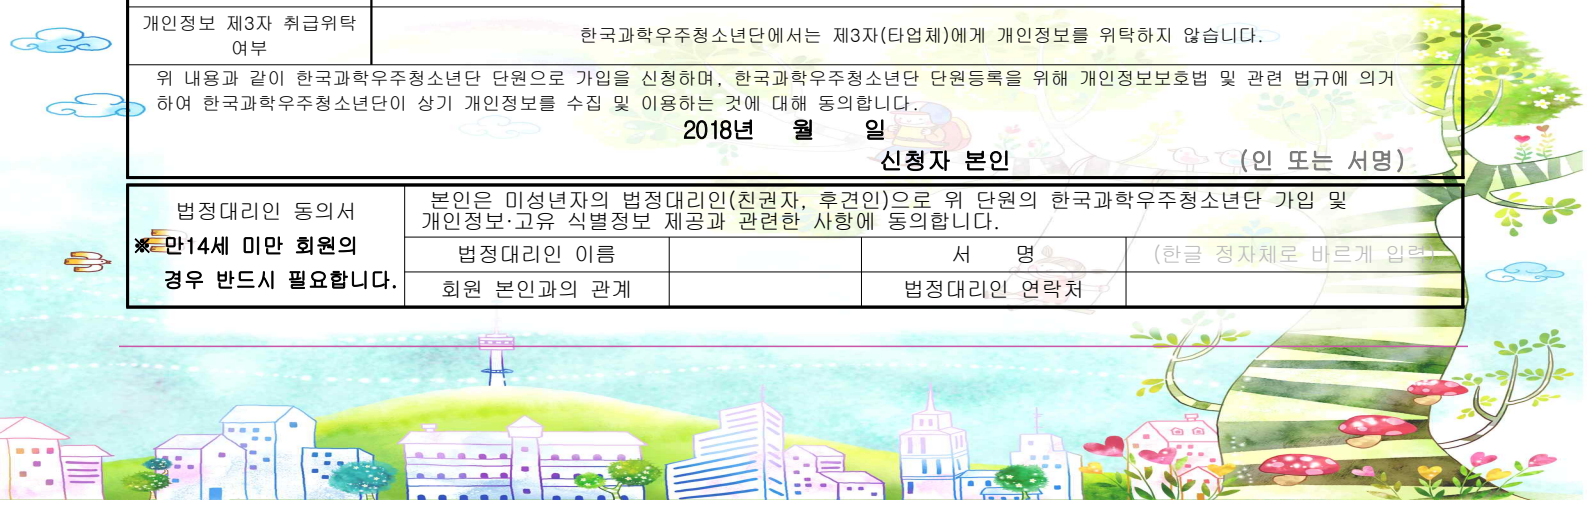 개인정보 제3자 취급위탁
여부
한국과학우주청소년단에서는 제3자(타업체)에게 개인정보를 위탁하지 않습니다.
위 내용과 같이 한국과학우주청소년단 단원으로 가입을 신청하며, 한국과학우주청소년단 단원등록을 위해 개인정보보호법 및 관련 법규에 의거
하여 한국과학우주청소년단이 상기 개인정보를 수집 및 이용하는 것에 대해 동의합니다.
2018년 월 일
신청자 본인 (인 또는 서명)
법정대리인 동의서
※ 만14세 미만 회원의
경우 반드시 필요합니다.
본인은 미성년자의 법정대리인(친권자, 후견인)으로 위 단원의 한국과학우주청소년단 가입 및
개인정보·고유 식별정보 제공과 관련한 사항에 동의합니다.
법정대리인 이름 서 명 (한글 정자체로 바르게 입력)
회원 본인과의 관계 법정대리인 연락처